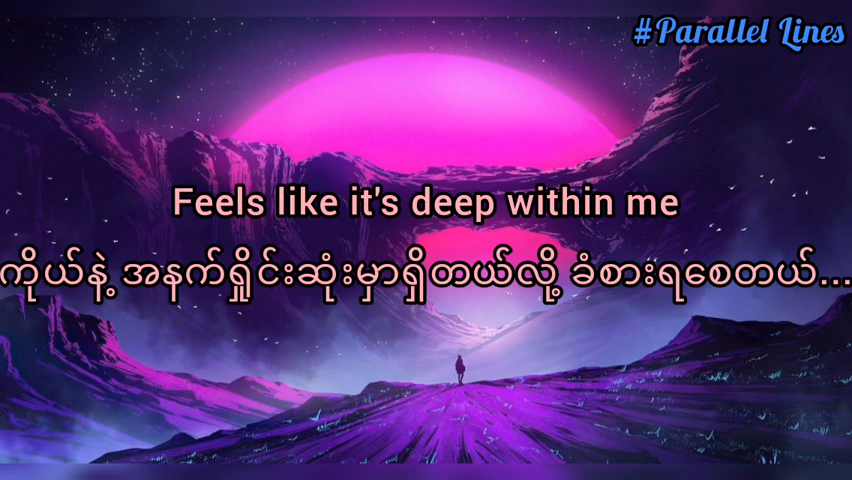 #Parallel Lines
Feels like it's deep within me
ကိုယ်နဲ့ အနက်ရှိုင်းဆုံးမှာရှိတယ်လို့ ခံစားရစေတယ်...